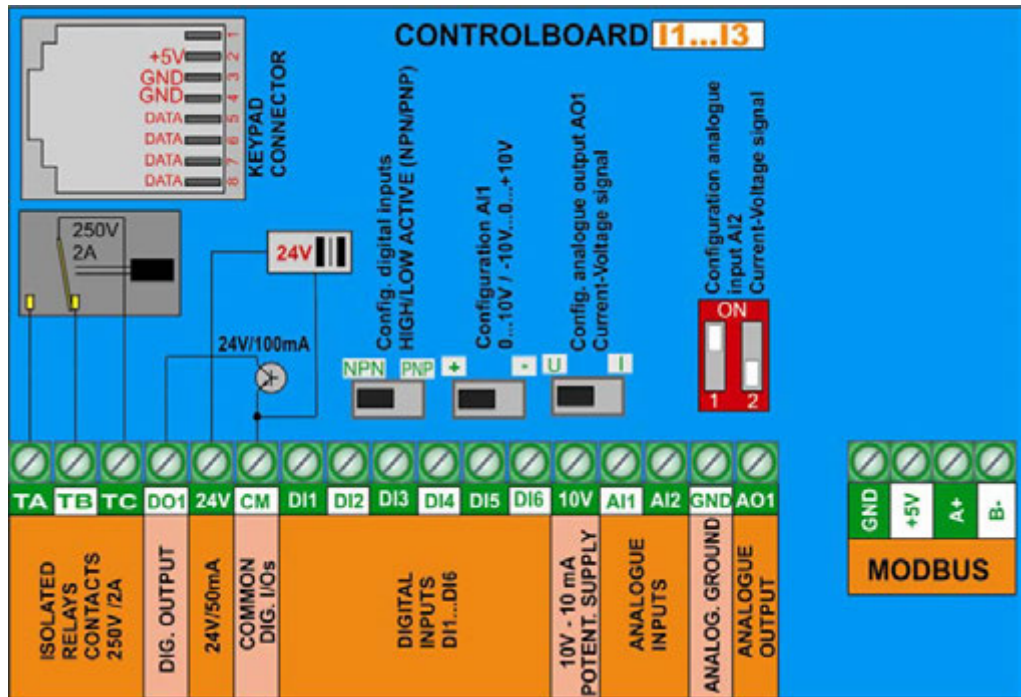 CONTROLBOARD I1...I3
1
+5V 2
GND 3
GND 4
DATA 5
DATA 6
DATA 7
DATA 8
KEYPAD
CONNECTOR
250V
2A
24V
24V/100mA
Config. digital inputs
HIGH/LOW ACTIVE (NPN/PNP)
NPN PNP
Configuration AI1
0...10V / -10V...0...+10V
+ -
Config. analogue output AO1
Current-Voltage signal
U I
Configuration analogue
input AI2
Current-Voltage signal
ON
1 2
TA TB TC DO1 24V CM DI1 DI2 DI3 DI4 DI5 DI6 10V AI1 AI2 GND AO1
ISOLATED
RELAYS
CONTACTS
250V /2A
DIG. OUTPUT
24V/50mA
COMMON
DIG. I/Os
DIGITAL
INPUTS
DI1...DI6
10V - 10 mA
POTENT. SUPPLY
ANALOGUE
INPUTS
ANALOG. GROUND
ANALOGUE
OUTPUT
GND +5V A+ B-
MODBUS